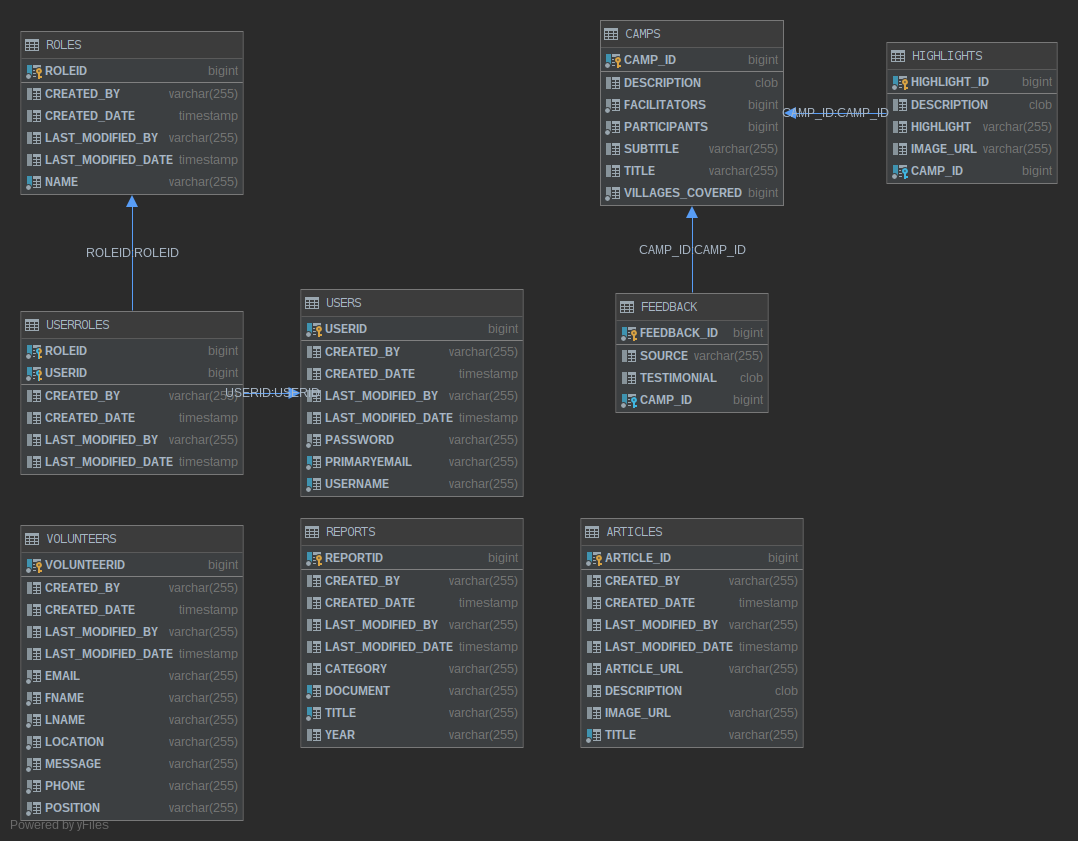 ROLES
ROLEID bigint
CREATED_BY varchar(255)
CREATED_DATE timestamp
LAST_MODIFIED_BY varchar(255)
LAST_MODIFIED_DATE timestamp
NAME varchar(255)
CAMPS
CAMP_ID bigint
DESCRIPTION clob
FACILITATORS bigint
PARTICIPANTS bigint
SUBTITLE varchar(255)
TITLE varchar(255)
VILLAGES_COVERED bigint
CAMP_ID:CAMP_ID
HIGHLIGHTS
HIGHLIGHT_ID bigint
DESCRIPTION clob
HIGHLIGHT varchar(255)
IMAGE_URL varchar(255)
CAMP_ID bigint
ROLEID:ROLEID
CAMP_ID:CAMP_ID
USERROLES
ROLEID bigint
USERID bigint
CREATED_BY varchar(255)
CREATED_DATE timestamp
LAST_MODIFIED_BY varchar(255)
LAST_MODIFIED_DATE timestamp
USERID:USERID
USERS
USERID bigint
CREATED_BY varchar(255)
CREATED_DATE timestamp
LAST_MODIFIED_BY varchar(255)
LAST_MODIFIED_DATE timestamp
PASSWORD varchar(255)
PRIMARYEMAIL varchar(255)
USERNAME varchar(255)
FEEDBACK
FEEDBACK_ID bigint
SOURCE varchar(255)
TESTIMONIAL clob
CAMP_ID bigint
VOLUNTEERS
VOLUNTEERID bigint
CREATED_BY varchar(255)
CREATED_DATE timestamp
LAST_MODIFIED_BY varchar(255)
LAST_MODIFIED_DATE timestamp
EMAIL varchar(255)
FNAME varchar(255)
LNAME varchar(255)
LOCATION varchar(255)
MESSAGE varchar(255)
PHONE varchar(255)
POSITION varchar(255)
REPORTS
REPORTID bigint
CREATED_BY varchar(255)
CREATED_DATE timestamp
LAST_MODIFIED_BY varchar(255)
LAST_MODIFIED_DATE timestamp
CATEGORY varchar(255)
DOCUMENT varchar(255)
TITLE varchar(255)
YEAR varchar(255)
ARTICLES
ARTICLE_ID bigint
CREATED_BY varchar(255)
CREATED_DATE timestamp
LAST_MODIFIED_BY varchar(255)
LAST_MODIFIED_DATE timestamp
ARTICLE_URL varchar(255)
DESCRIPTION clob
IMAGE_URL varchar(255)
TITLE varchar(255)
Powered by yFiles